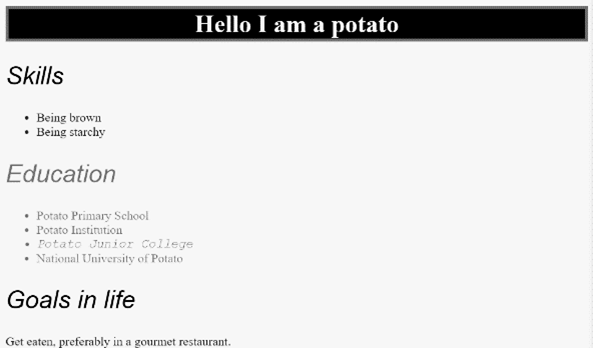 Hello I am a potato
Skills
Being brown
Being starchy
Education
Potato Primary School
Potato Institution
Potato Junior College
National University of Potato
Goals in life
Get eaten, preferably in a gourmet restaurant.